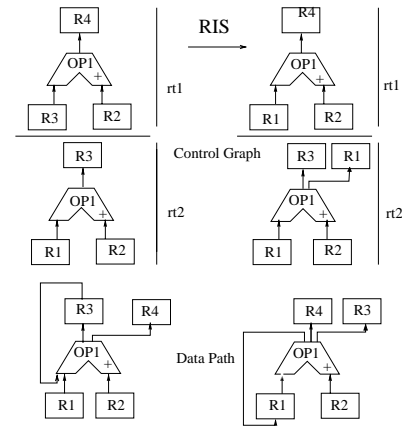 R4 RIS R4
OP1 + OP1 +
rt1 rt1
R3 R2 R1 R2
R3 Control Graph R3 R1
OP1 + OP1 +
rt2 rt2
R1 R2 R1 R2
R3 R4 R4 R3
OP1 + Data Path OP1 +
R1 R2 R1 R2